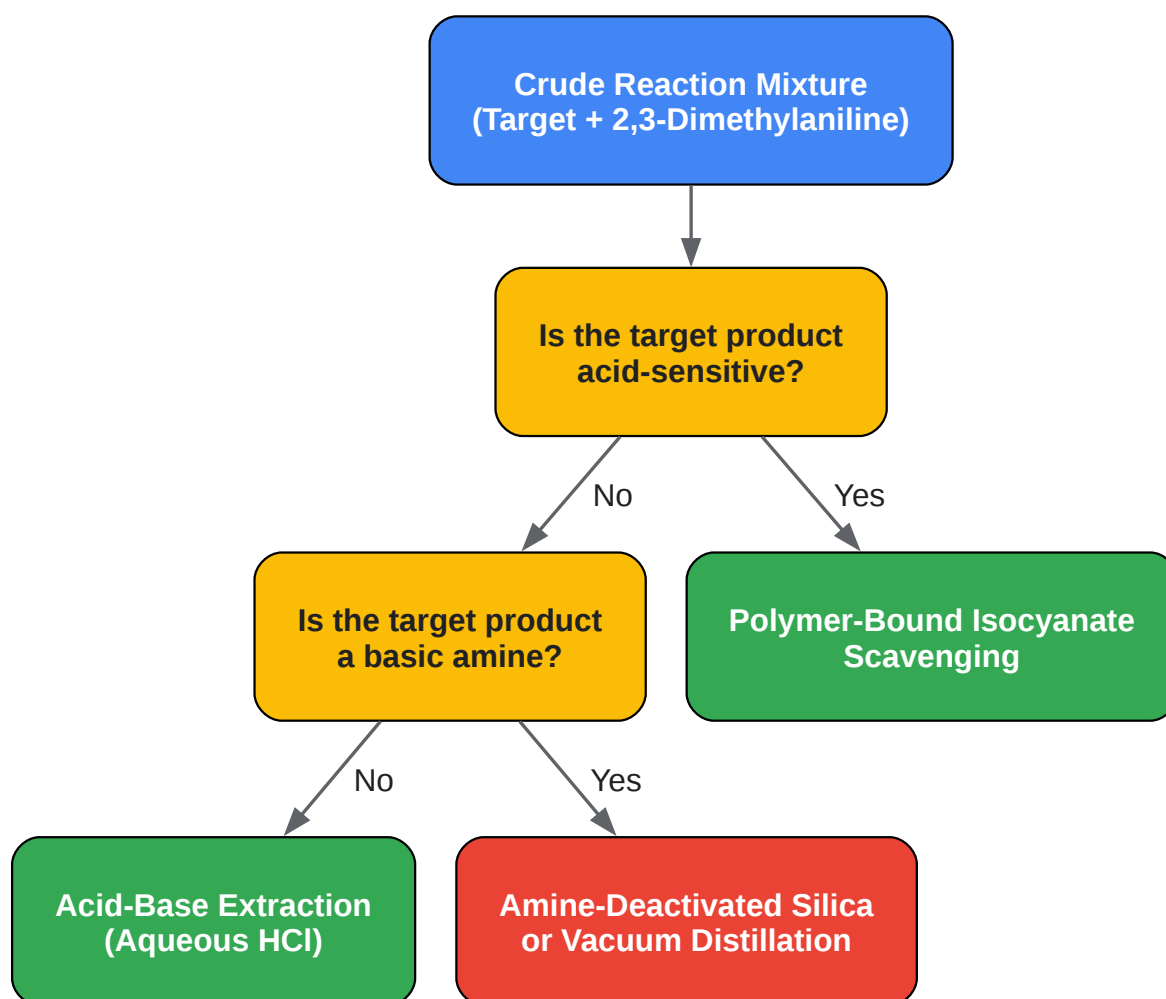 Crude Reaction Mixture
(Target + 2,3-Dimethylaniline)
Is the target product
acid-sensitive?
No
Yes
Is the target product
a basic amine?
Polymer-Bound Isocyanate
Scavenging
No
Yes
Acid-Base Extraction
(Aqueous HCl)
Amine-Deactivated Silica
or Vacuum Distillation